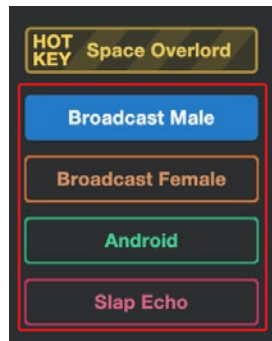 HOT
KEY Space Overlord
Broadcast Male
Broadcast Female
Android
Slap Echo